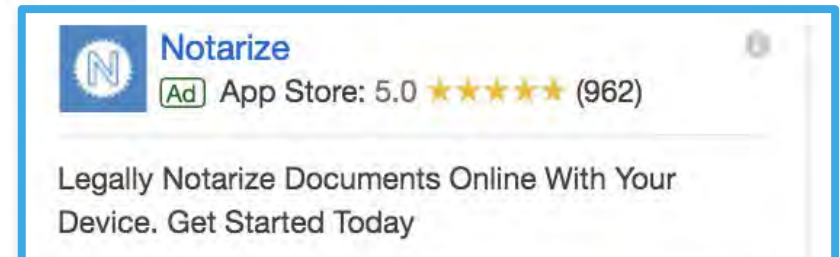 N
Notarize
Ad App Store: 5.0 ★★★★★ (962)
Legally Notarize Documents Online With Your
Device. Get Started Today